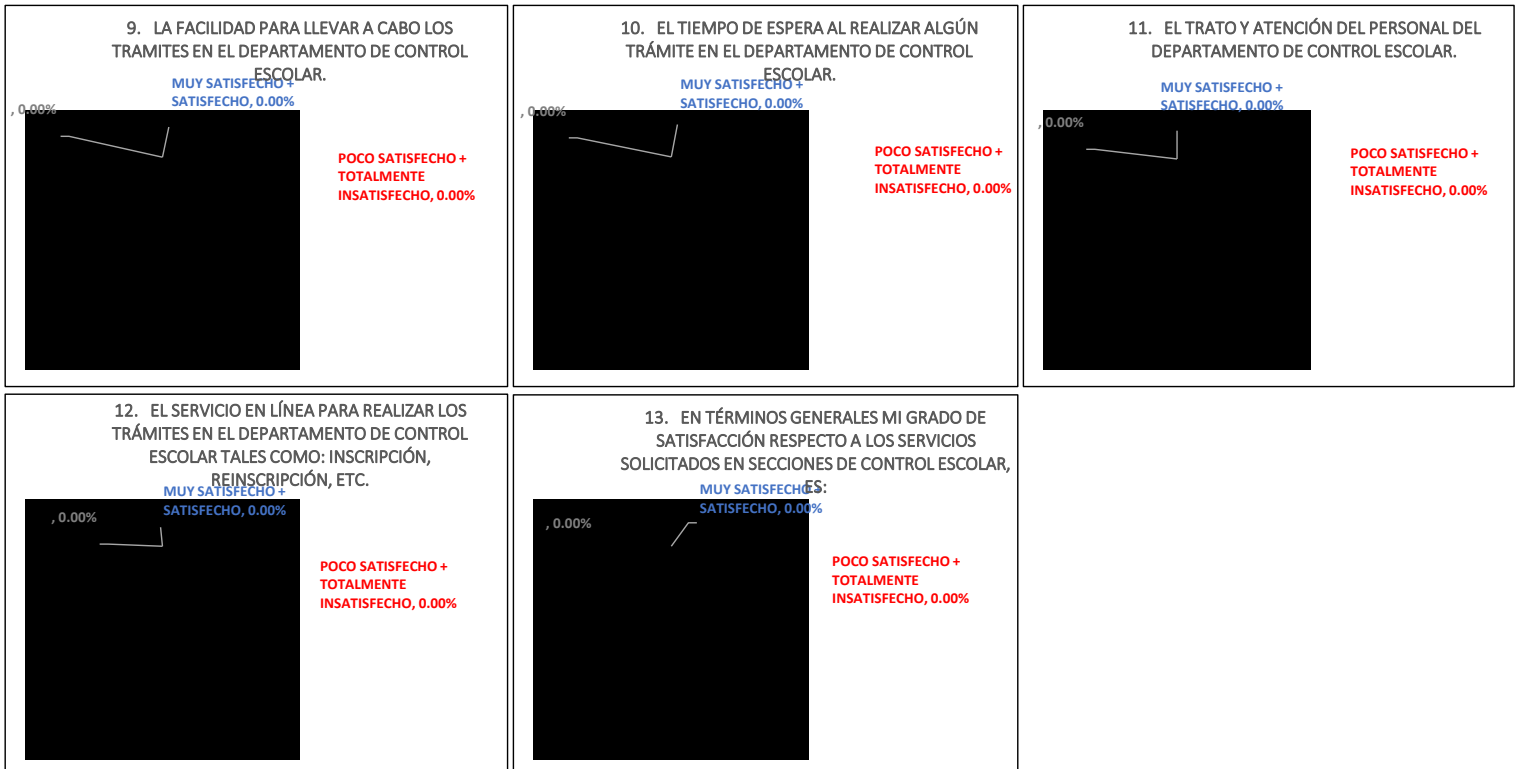 9. LA FACILIDAD PARA LLEVAR A CABO LOS
TRAMITES EN EL DEPARTAMENTO DE CONTROL
ESCOLAR.
MUY SATISFECHO +
SATISFECHO, 0.00%
, 0.00%
POCO SATISFECHO +
TOTALMENTE
INSATISFECHO, 0.00%
10. EL TIEMPO DE ESPERA AL REALIZAR ALGÚN
TRÁMITE EN EL DEPARTAMENTO DE CONTROL
ESCOLAR.
MUY SATISFECHO +
SATISFECHO, 0.00%
, 0.00%
POCO SATISFECHO +
TOTALMENTE
INSATISFECHO, 0.00%
11. EL TRATO Y ATENCIÓN DEL PERSONAL DEL
DEPARTAMENTO DE CONTROL ESCOLAR.
MUY SATISFECHO +
SATISFECHO, 0.00%
, 0.00%
POCO SATISFECHO +
TOTALMENTE
INSATISFECHO, 0.00%
12. EL SERVICIO EN LÍNEA PARA REALIZAR LOS
TRÁMITES EN EL DEPARTAMENTO DE CONTROL
ESCOLAR TALES COMO: INSCRIPCIÓN,
REINSCRIPCIÓN, ETC.
MUY SATISFECHO +
SATISFECHO, 0.00%
, 0.00%
POCO SATISFECHO +
TOTALMENTE
INSATISFECHO, 0.00%
13. EN TÉRMINOS GENERALES MI GRADO DE
SATISFACCIÓN RESPECTO A LOS SERVICIOS
SOLICITADOS EN SECCIONES DE CONTROL ESCOLAR,
ES:
MUY SATISFECHO +
SATISFECHO, 0.00%
, 0.00%
POCO SATISFECHO +
TOTALMENTE
INSATISFECHO, 0.00%